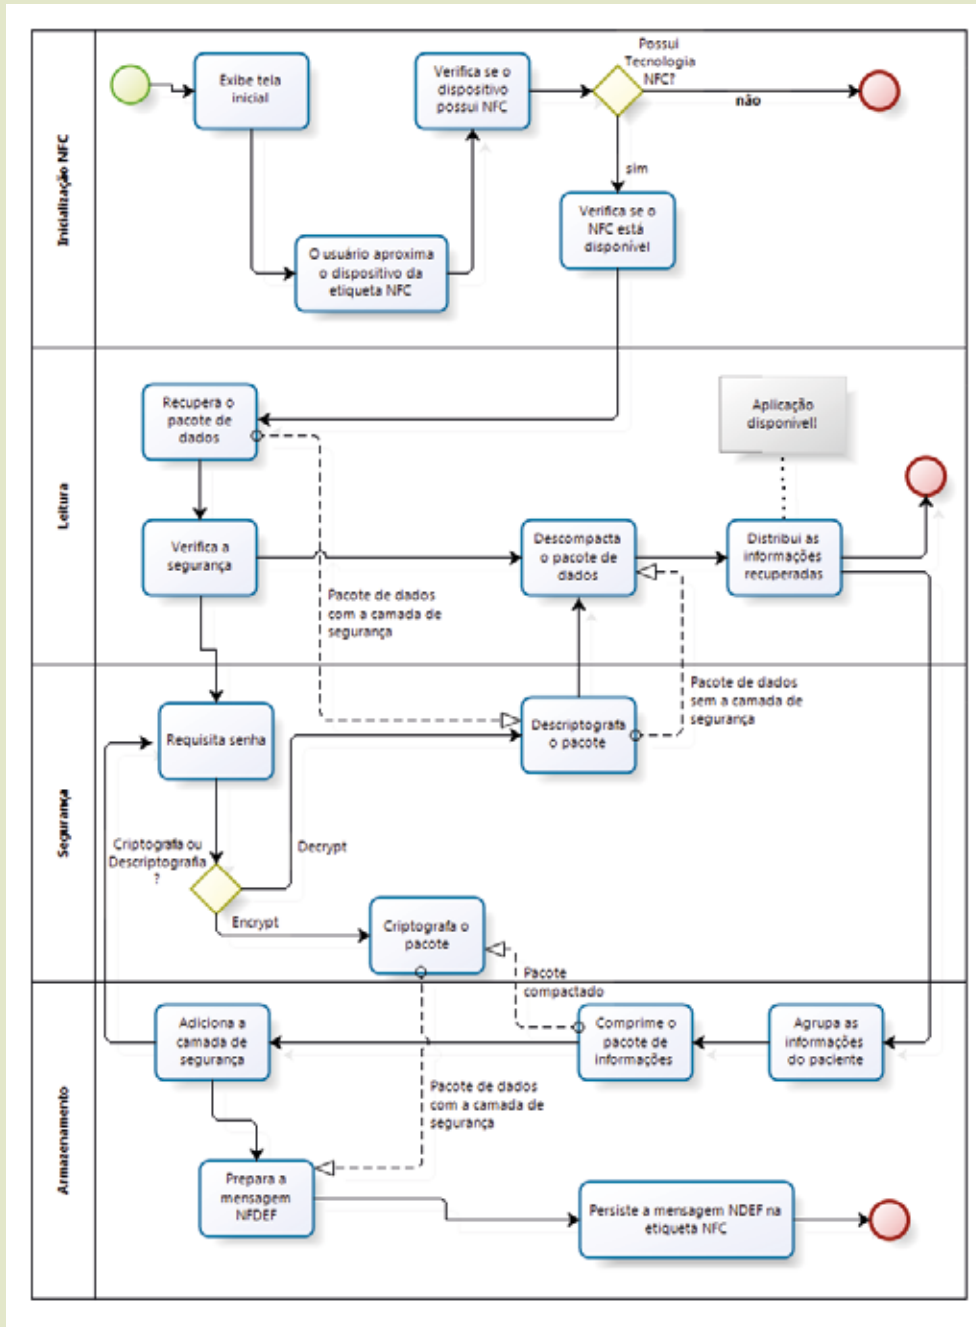 Inicialização NFC
Exibe tela
inicial
O usuário aproxima
o dispositivo da
etiqueta NFC
Verifica se o
dispositivo
possui NFC
Possui
Tecnologia
NFC?
não
sim
Verifica se o
NFC está
disponível
Leitura
Recupera o
pacote de
dados
Verifica a
segurança
Pacote de dados
com a camada de
segurança
Descompacta
o pacote de
dados
Aplicação
disponível!
Distribui as
informações
recuperadas
Segurança
Requisita senha
Criptografa ou
Descriptografia
?
Decrypt
Encrypt
Descriptografa
o pacote
Pacote de dados
sem a camada de
segurança
Criptografa o
pacote
Pacote
compactado
Armazenamento
Adiciona a
camada de
segurança
Comprime o
pacote de
informações
Agrupa as
informações
do paciente
Pacote de dados
com a camada de
segurança
Prepara a
mensagem
NFDEF
Persiste a mensagem NDEF na
etiqueta NFC